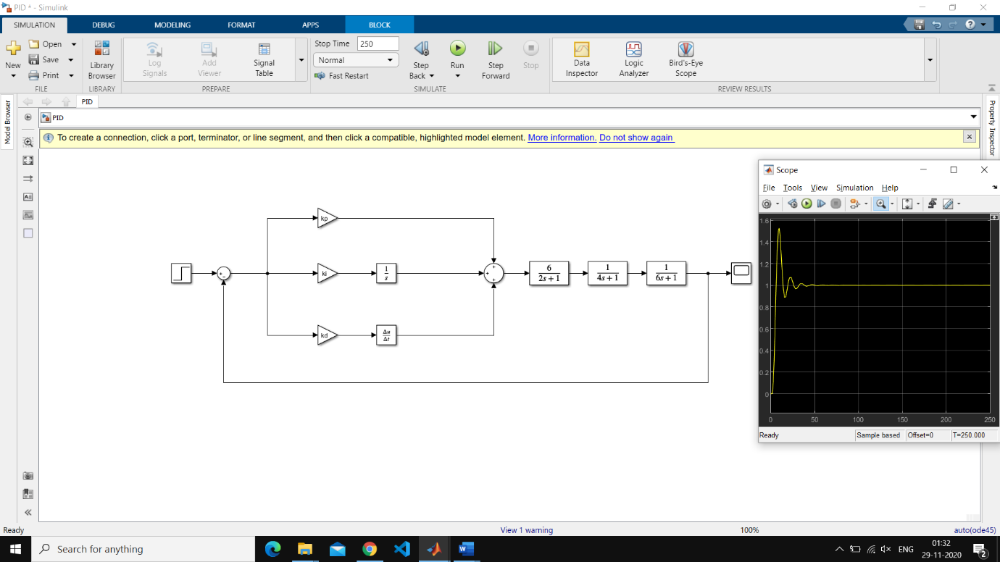 PID * - Simulink
SIMULATION DEBUG MODELING FORMAT APPS BLOCK
New
Open
Save
Print
FILE
Library
Browser
LIBRARY
Log
Signals
Add
Viewer
Signal
Table
PREPARE
Stop Time 250
Normal
Fast Restart
Step
Back
Run
Step
Forward
Stop
SIMULATE
Data
Inspector
Logic
Analyzer
Bird's-Eye
Scope
REVIEW RESULTS
PID
Model Browser
PID
Property Inspector
To create a connection, click a port, terminator, or line segment, and then click a compatible, highlighted model element. More information. Do not show again
kp
ki
1
s
kd
Δu
Δt
6
2s + 1
1
4s + 1
1
6s + 1
Scope
File Tools View Simulation Help
1.6
1.4
1.2
1
0.8
0.6
0.4
0.2
0
0 50 100 150 200 250
Ready Sample based Offset=0 T=250.000
Ready View 1 warning 100% auto(ode45)
Search for anything
ENG
01:32
29-11-2020
2